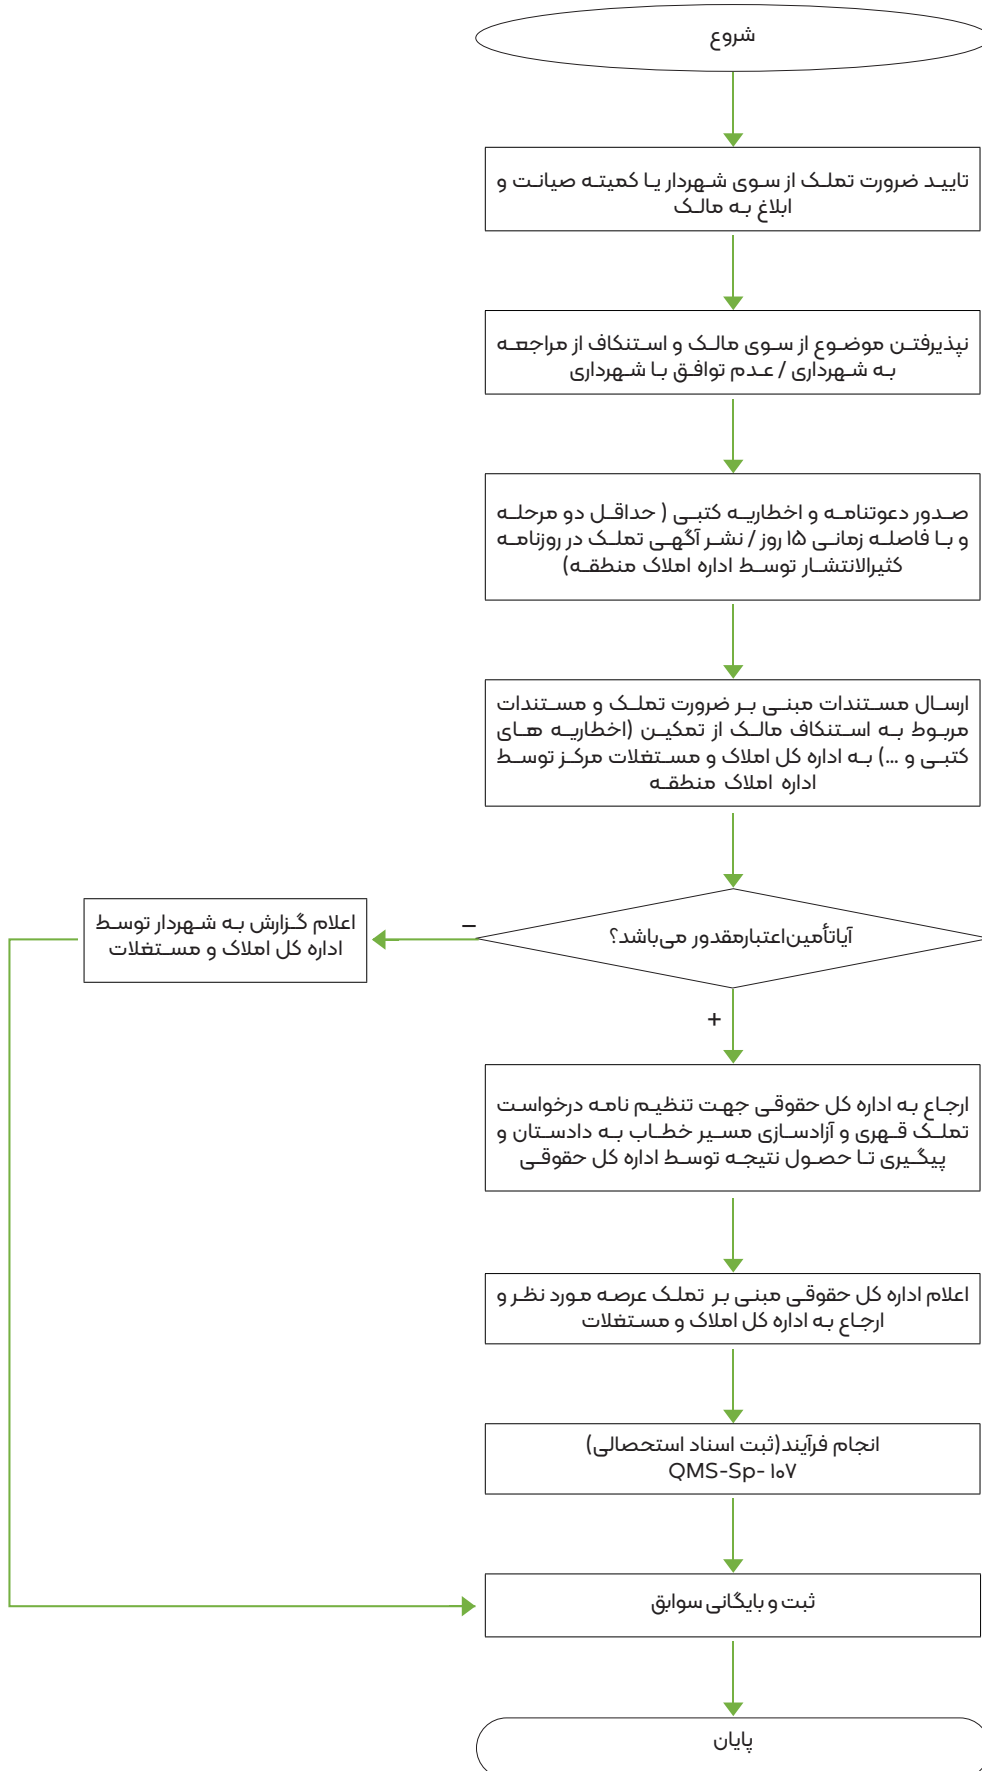 شروع
تایید ضرورت تملک از سوی شهردار یا کمیته صیانت و
ابلاغ به مالک
نپذیرفتن موضوع از سوی مالک و استنکاف از مراجعه
به شهرداری / عدم توافق با شهرداری
صدور دعوتنامه و اخطاریه کتبی ( حداقل دو مرحله
و با فاصله زمانی ۱۵ روز / نشر آگهی تملک در روزنامه
کثیرالانتشار توسط اداره املاک منطقه)
ارسال مستندات مبنی بر ضرورت تملک و مستندات
مربوط به استنکاف مالک از تمکین (اخطاریه های
کتبی و ...) به اداره کل املاک و مستغلات مرکز توسط
اداره املاک منطقه
آیاتأمین‌اعتبارمقدور می‌باشد؟
–
اعلام گزارش به شهردار توسط
اداره کل املاک و مستغلات
+
ارجاع به اداره کل حقوقی جهت تنظیم نامه درخواست
تملک قهری و آزادسازی مسیر خطاب به دادستان و
پیگیری تا حصول نتیجه توسط اداره کل حقوقی
اعلام اداره کل حقوقی مبنی بر تملک عرصه مورد نظر و
ارجاع به اداره کل املاک و مستغلات
انجام فرآیند(ثبت اسناد استحصالی)
QMS-Sp- ۱۰۷
ثبت و بایگانی سوابق
پایان